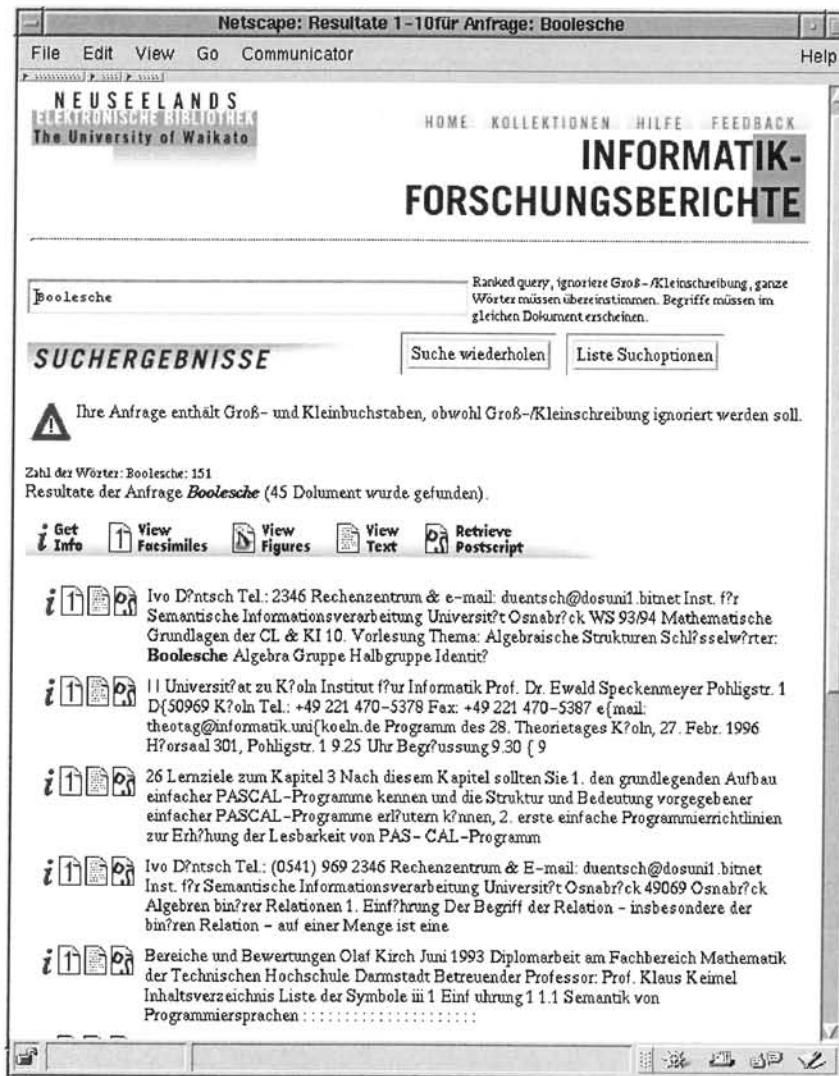 Netscape: Resultate 1-10für Anfrage: Boolesche
File Edit View Go Communicator Help
NEUSEELANDS
ELEKTRONISCHE BIBLIOTHEK
The University of Waikato
HOME KOLLEKTIONEN HILFE FEEDBACK
INFORMATIK-
FORSCHUNGSBERICHTE
Boolesche
Ranked query, ignoriere Groß-/Kleinschreibung, ganze
Wörter müssen übereinstimmen. Begriffe müssen im
gleichen Dokument erscheinen.
SUCHERGEBNISSE
Suche wiederholen
Liste Suchoptionen
Ihre Anfrage enthält Groß- und Kleinbuchstaben, obwohl Groß-/Kleinschreibung ignoriert werden soll.
Zahl der Wörter: Boolesche: 151
Resultate der Anfrage Boolesche (45 Dolument wurde gefunden).
i Get Info
1 View Facsimiles
View Figures
View Text
Retrieve Postscript
Ivo D?ntsch Tel.: 2346 Rechenzentrum & e-mail: duentsch@dosuni1.bitnet Inst. f?r
Semantische Informationsverarbeitung Universit?t Osnabr?ck WS 93/94 Mathematische
Grundlagen der CL & KI 10. Vorlesung Thema: Algebraische Strukturen Schl?sselw?rter:
Boolesche Algebra Gruppe Halbgruppe Identit?
| | Universit?at zu K?oln Institut f?ur Informatik Prof. Dr. Ewald Speckenmeyer Pohligstr. 1
D{50969 K?oln Tel.: +49 221 470-5378 Fax: +49 221 470-5387 e{mail:
theotag@informatik.uni{koeln.de Programm des 28. Theorietages K?oln, 27. Febr. 1996
H?orsaal 301, Pohligstr. 1 9.25 Uhr Begr?ussung 9.30 { 9
26 Lernziele zum Kapitel 3 Nach diesem Kapitel sollten Sie 1. den grundlegenden Aufbau
einfacher PASCAL-Programme kennen und die Struktur und Bedeutung vorgegebener
einfacher PASCAL-Programme erl?utern k?nnen, 2. erste einfache Programmierrichtlinien
zur Erh?hung der Lesbarkeit von PAS- CAL-Programm
Ivo D?ntsch Tel.: (0541) 969 2346 Rechenzentrum & E-mail: duentsch@dosuni1.bitnet
Inst. f?r Semantische Informationsverarbeitung Universit?t Osnabr?ck 49069 Osnabr?ck
Algebren bin?rer Relationen 1. Einf?hrung Der Begriff der Relation - insbesondere der
bin?ren Relation - auf einer Menge ist eine
Bereiche und Bewertungen Olaf Kirch Juni 1993 Diplomarbeit am Fachbereich Mathematik
der Technischen Hochschule Darmstadt Betreuender Professor: Prof. Klaus Keimel
Inhaltsverzeichnis Liste der Symbole iii 1 Einf uhrung 1 1.1 Semantik von
Programmiersprachen : : : : : : : : : : : : : : : : : : : : : :